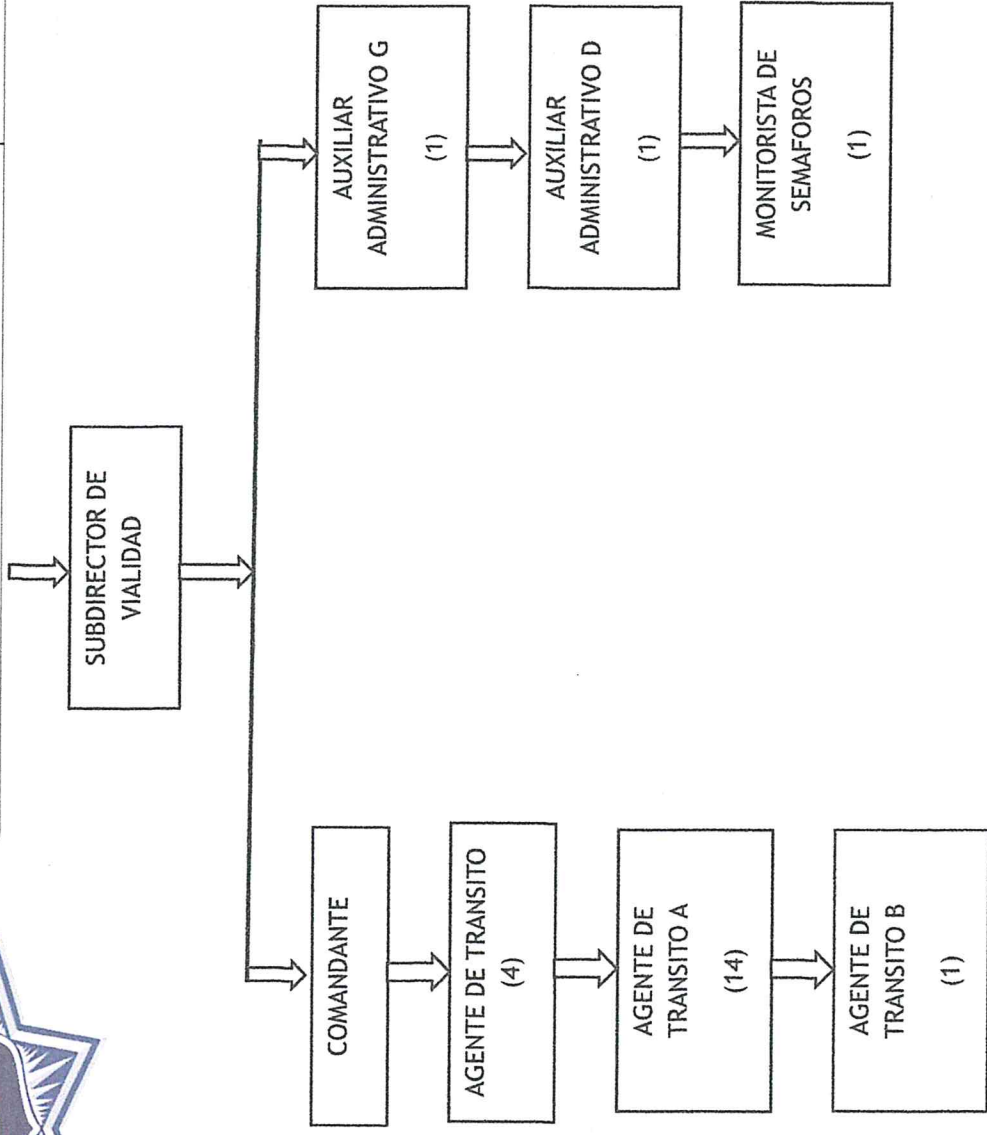 SUBDIRECTOR DE
VIALIDAD
COMANDANTE
AGENTE DE TRANSITO
(4)
AGENTE DE
TRANSITO A
(14)
AGENTE DE
TRANSITO B
(1)
AUXILIAR
ADMINISTRATIVO G
(1)
AUXILIAR
ADMINISTRATIVO D
(1)
MONITORISTA DE
SEMAFOROS
(1)